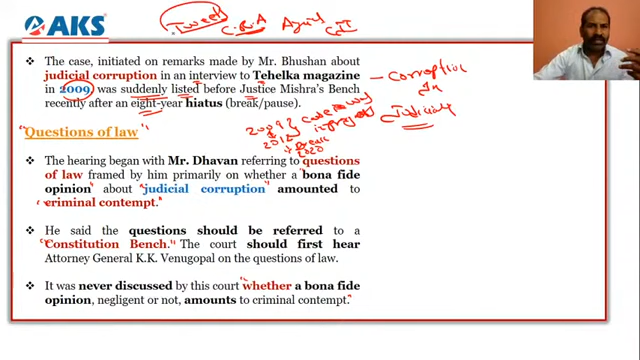 Tweet C.R.A Against CJI
AKS
The case, initiated on remarks made by Mr. Bhushan about
judicial corruption in an interview to Tehelka magazine
in 2009 was suddenly listed before Justice Mishra's Bench
recently after an eight-year hiatus (break/pause).
Corruption
In
Judiciary
2009
2012
break
2020
"Questions of law"
The hearing began with Mr. Dhavan referring to questions
of law framed by him primarily on whether a "bona fide
opinion" about "judicial corruption" amounted to
"criminal contempt."
He said the questions should be referred to a
"Constitution Bench." The court should first hear
Attorney General K.K. Venugopal on the questions of law.
It was never discussed by this court "whether a bona fide
opinion, negligent or not, amounts to criminal contempt."